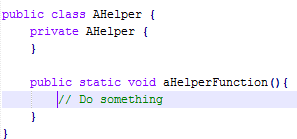 public class AHelper {
    private AHelper {
    }

    public static void aHelperFunction(){
        // Do something
    }
}